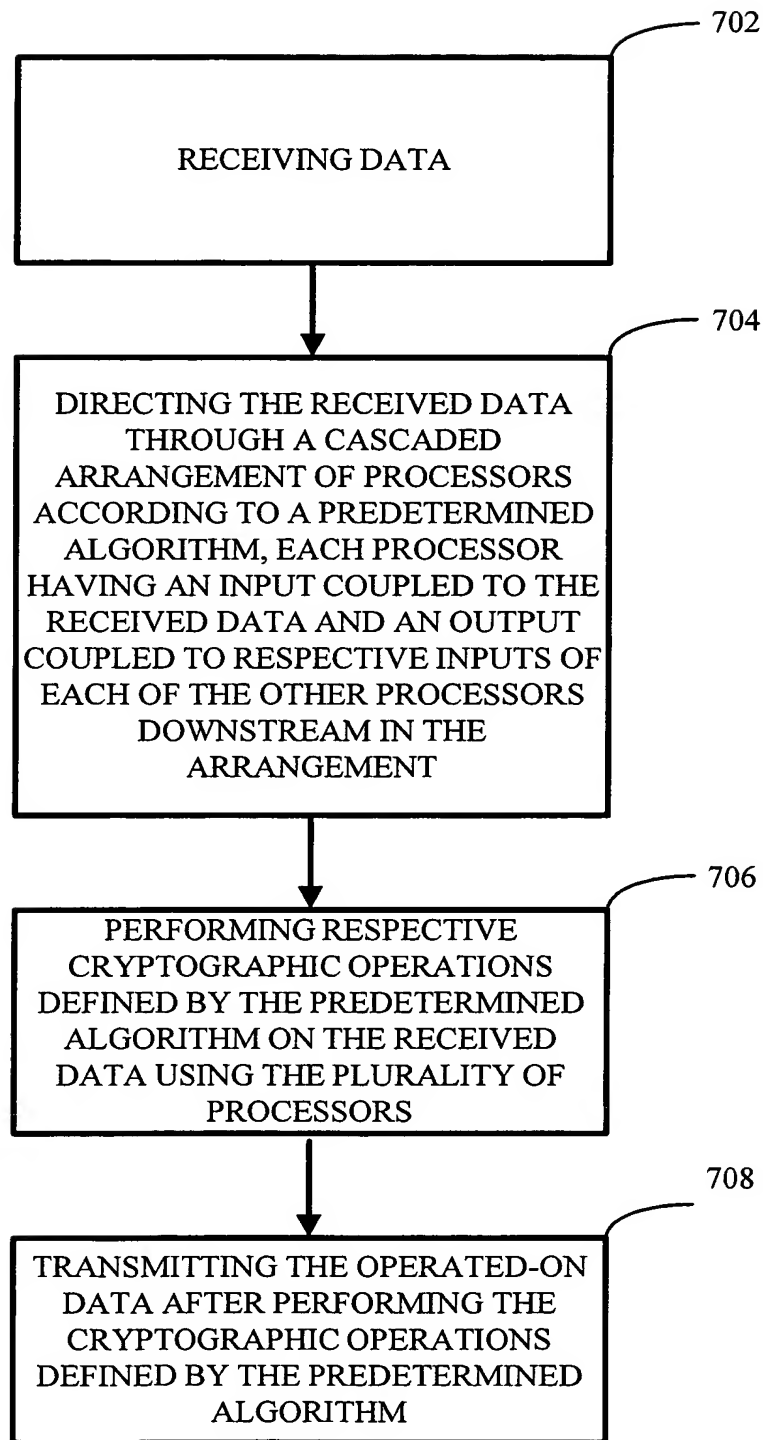 702
RECEIVING DATA
704
DIRECTING THE RECEIVED DATA
THROUGH A CASCADED
ARRANGEMENT OF PROCESSORS
ACCORDING TO A PREDETERMINED
ALGORITHM, EACH PROCESSOR
HAVING AN INPUT COUPLED TO THE
RECEIVED DATA AND AN OUTPUT
COUPLED TO RESPECTIVE INPUTS OF
EACH OF THE OTHER PROCESSORS
DOWNSTREAM IN THE
ARRANGEMENT
706
PERFORMING RESPECTIVE
CRYPTOGRAPHIC OPERATIONS
DEFINED BY THE PREDETERMINED
ALGORITHM ON THE RECEIVED
DATA USING THE PLURALITY OF
PROCESSORS
708
TRANSMITTING THE OPERATED-ON
DATA AFTER PERFORMING THE
CRYPTOGRAPHIC OPERATIONS
DEFINED BY THE PREDETERMINED
ALGORITHM